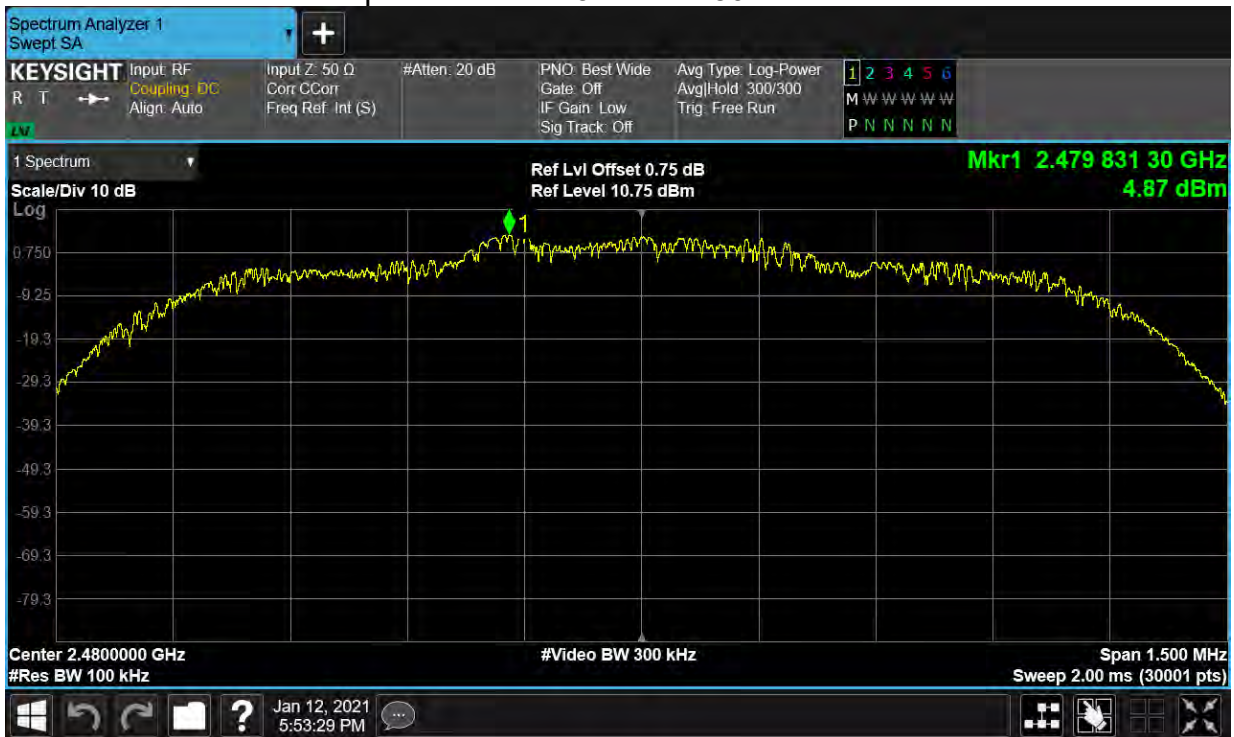 Spectrum Analyzer 1
Swept SA
+
KEYSIGHT
R T
LXI
Input: RF
Coupling: DC
Align: Auto
Input Z: 50 Ω
Corr CCorr
Freq Ref: Int (S)
#Atten: 20 dB
PNO: Best Wide
Gate: Off
IF Gain: Low
Sig Track: Off
Avg Type: Log-Power
Avg|Hold: 300/300
Trig: Free Run
1 2 3 4 5 6
M W W W W W
P N N N N N
1 Spectrum
Scale/Div 10 dB
Log
Ref Lvl Offset 0.75 dB
Ref Level 10.75 dBm
Mkr1 2.479 831 30 GHz
4.87 dBm
1
0.750
-9.25
-19.3
-29.3
-39.3
-49.3
-59.3
-69.3
-79.3
Center 2.4800000 GHz
#Res BW 100 kHz
#Video BW 300 kHz
Span 1.500 MHz
Sweep 2.00 ms (30001 pts)
?
Jan 12, 2021
5:53:29 PM